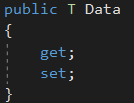 public T Data
{
    get;
    set;
}